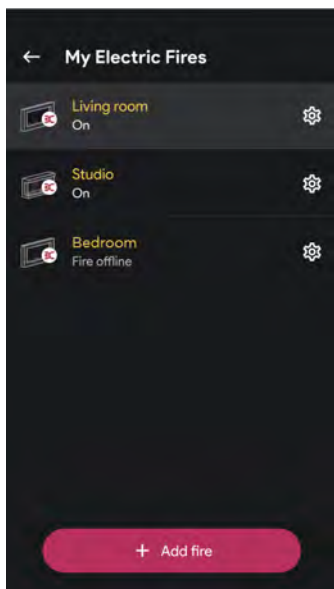 My Electric Fires
Living room
On
Studio
On
Bedroom
Fire offline
+ Add fire